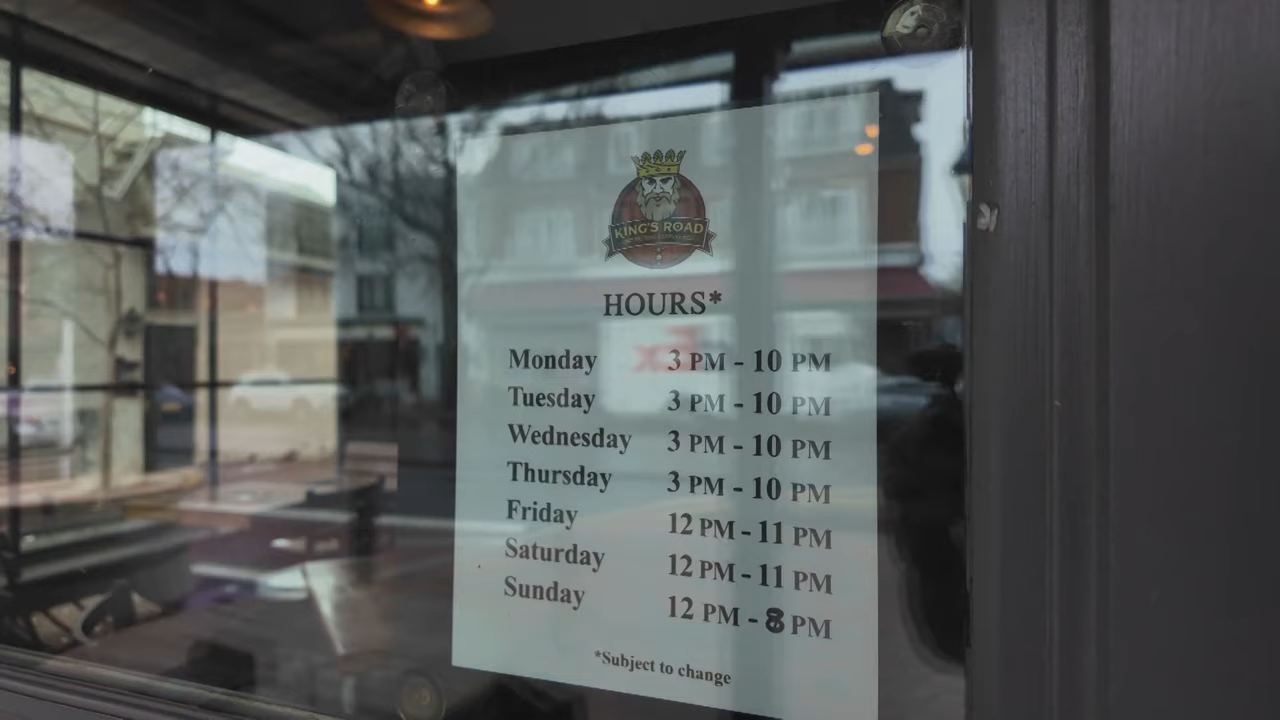 KING'S ROAD
HOURS*
Monday 3 PM - 10 PM
Tuesday 3 PM - 10 PM
Wednesday 3 PM - 10 PM
Thursday 3 PM - 10 PM
Friday 12 PM - 11 PM
Saturday 12 PM - 11 PM
Sunday 12 PM - 8 PM
*Subject to change